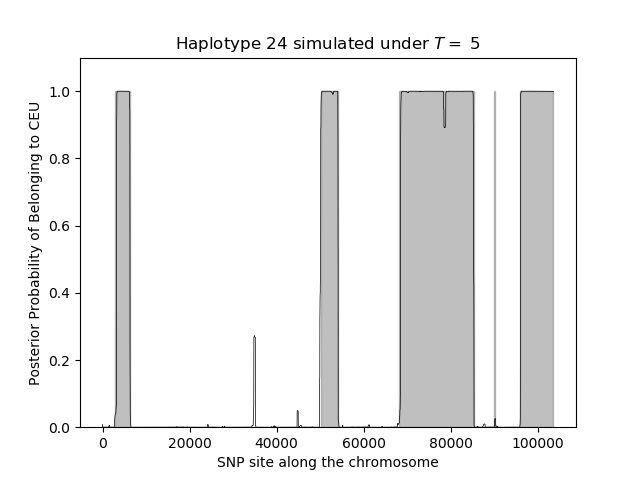 Haplotype 24 simulated under T = 5
Posterior Probability of Belonging to CEU
1.0
0.8
0.6
0.4
0.2
0.0
0 20000 40000 60000 80000 100000
SNP site along the chromosome